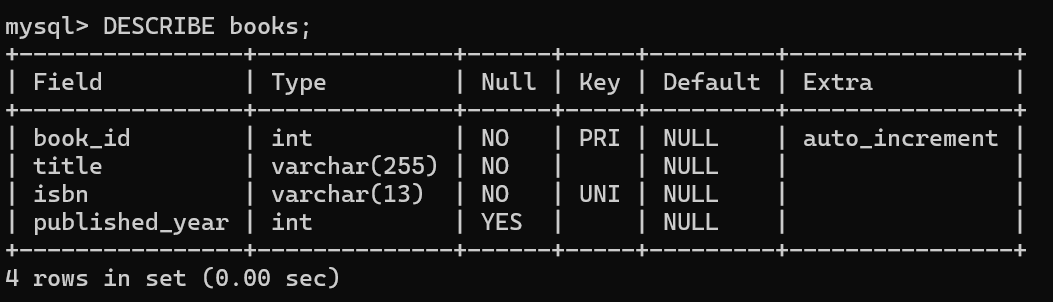 mysql> DESCRIBE books;
+----------------+--------------+------+-----+---------+----------------+
| Field          | Type         | Null | Key | Default | Extra          |
+----------------+--------------+------+-----+---------+----------------+
| book_id        | int          | NO   | PRI | NULL    | auto_increment |
| title          | varchar(255) | NO   |     | NULL    |                |
| isbn           | varchar(13)  | NO   | UNI | NULL    |                |
| published_year | int          | YES  |     | NULL    |                |
+----------------+--------------+------+-----+---------+----------------+
4 rows in set (0.00 sec)